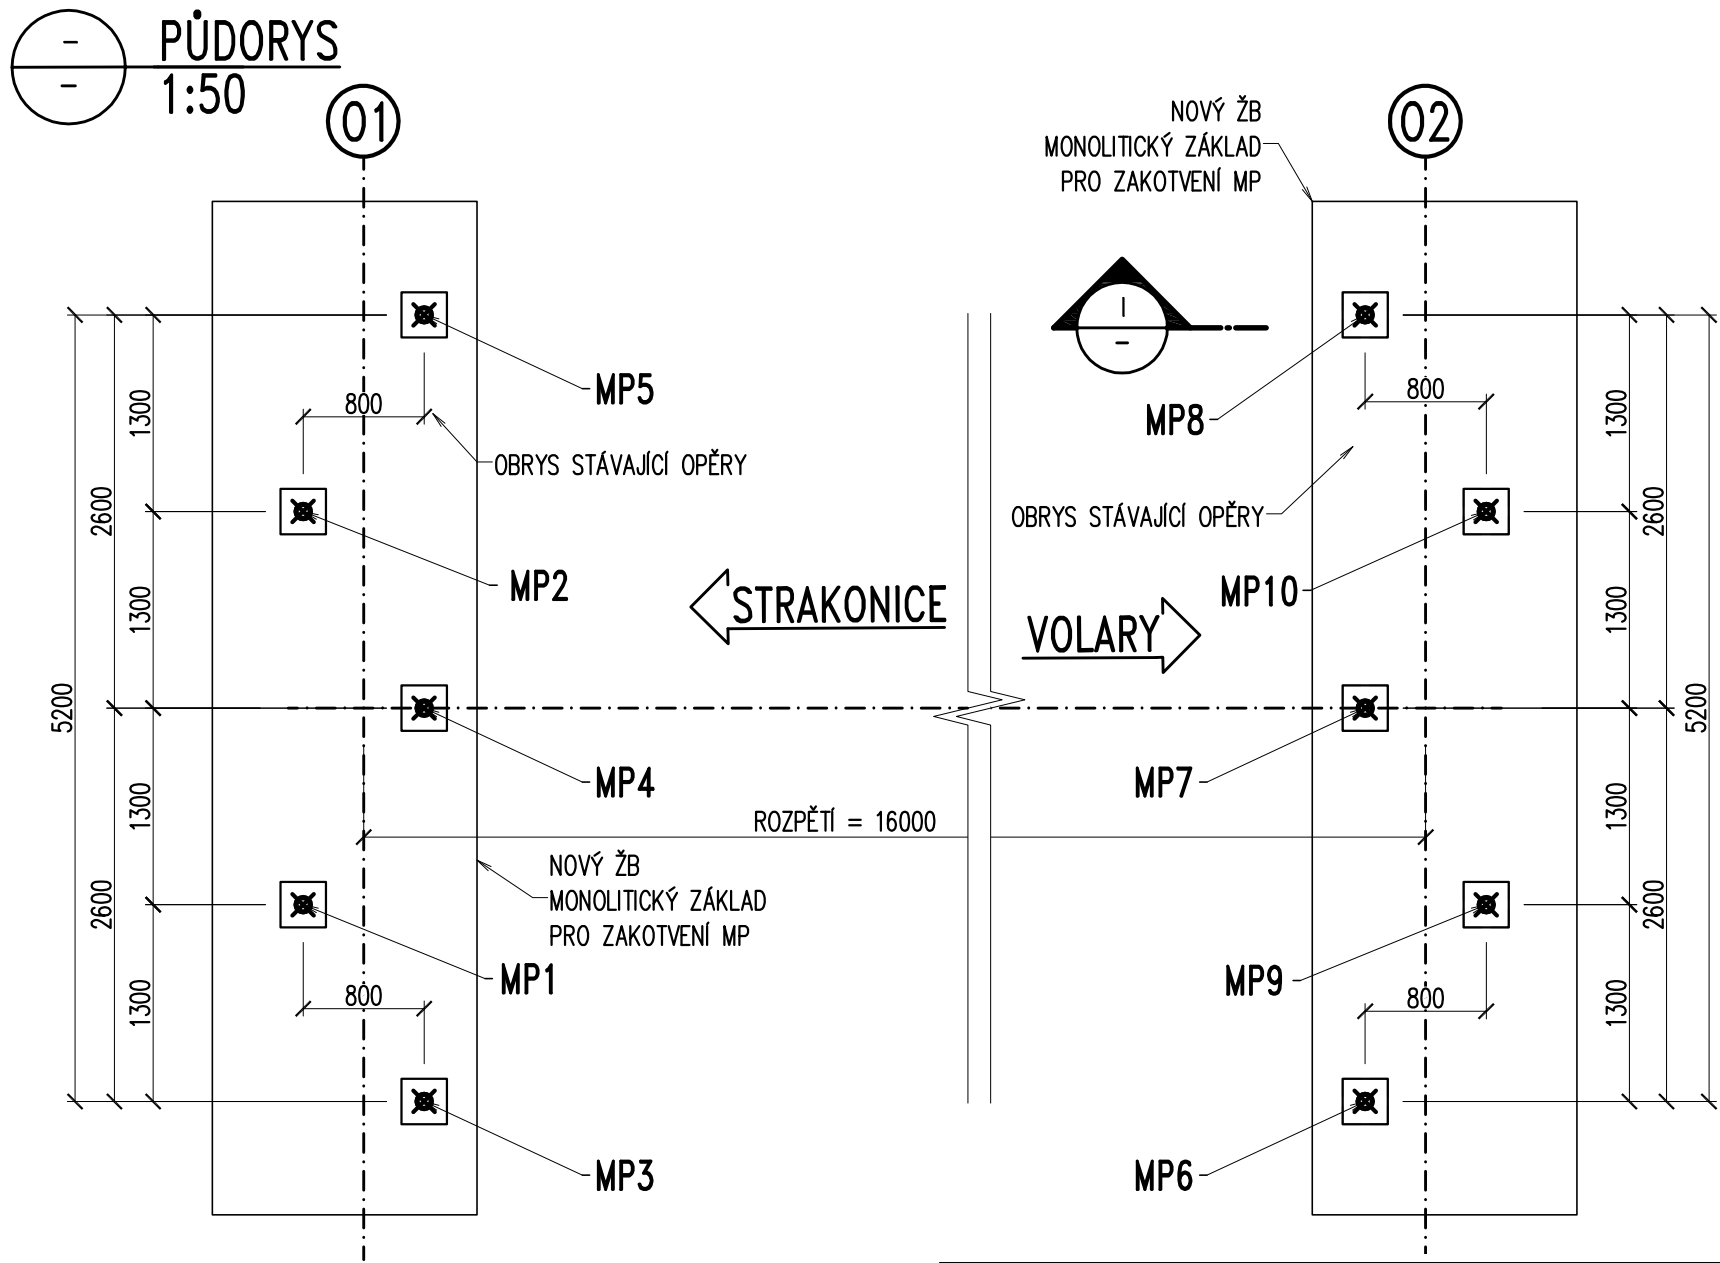 PŮDORYS
1:50
01
02
NOVÝ ŽB
MONOLITICKÝ ZÁKLAD
PRO ZAKOTVENÍ MP
MP5
800
OBRYS STÁVAJÍCÍ OPĚRY
MP2
MP4
MP1
800
MP3
1300
1300
1300
1300
2600
2600
5200
STRAKONICE
VOLARY
ROZPĚTÍ = 16000
NOVÝ ŽB
MONOLITICKÝ ZÁKLAD
PRO ZAKOTVENÍ MP
MP8
800
OBRYS STÁVAJÍCÍ OPĚRY
MP10
MP7
MP9
800
MP6
1300
1300
1300
1300
2600
2600
5200